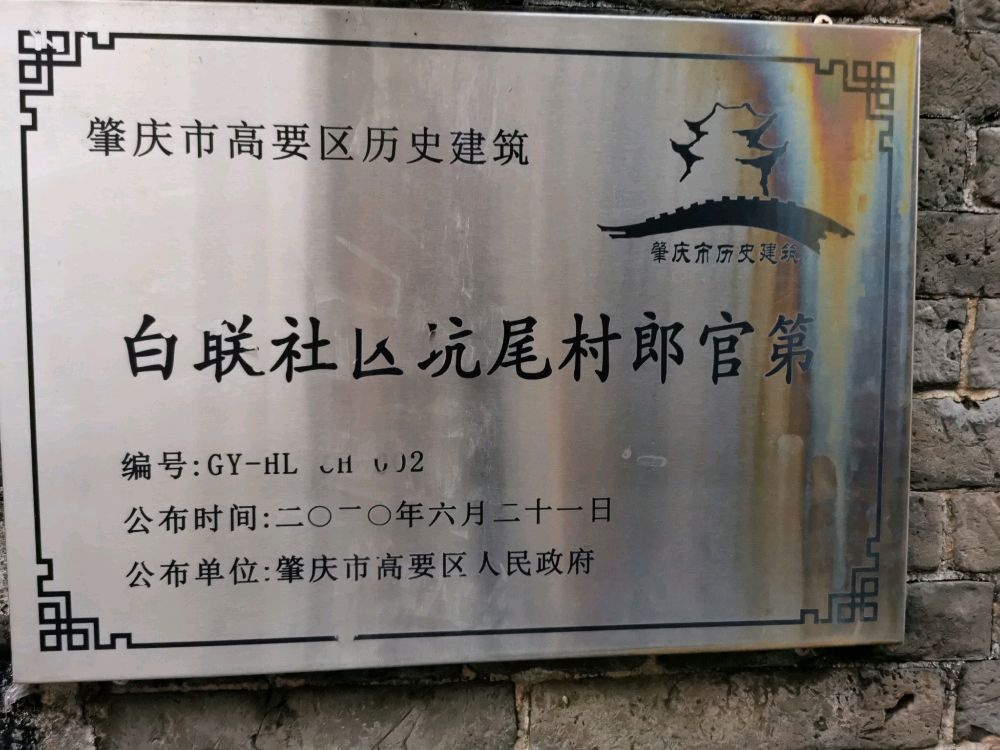 肇庆市高要区历史建筑
肇庆市历史建筑
白联社区坑尾村郎官第
编号:GY-HL CH 002
公布时间:二〇一〇年六月二十一日
公布单位:肇庆市高要区人民政府